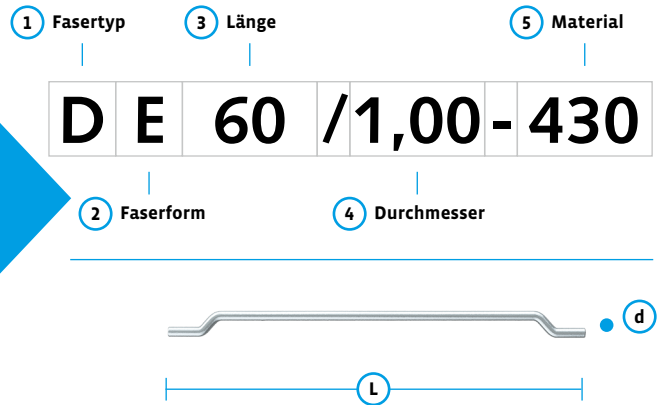 1 Fasertyp 3 Länge 5 Material
D E 60 /1,00-430
2 Faserform 4 Durchmesser
d
L